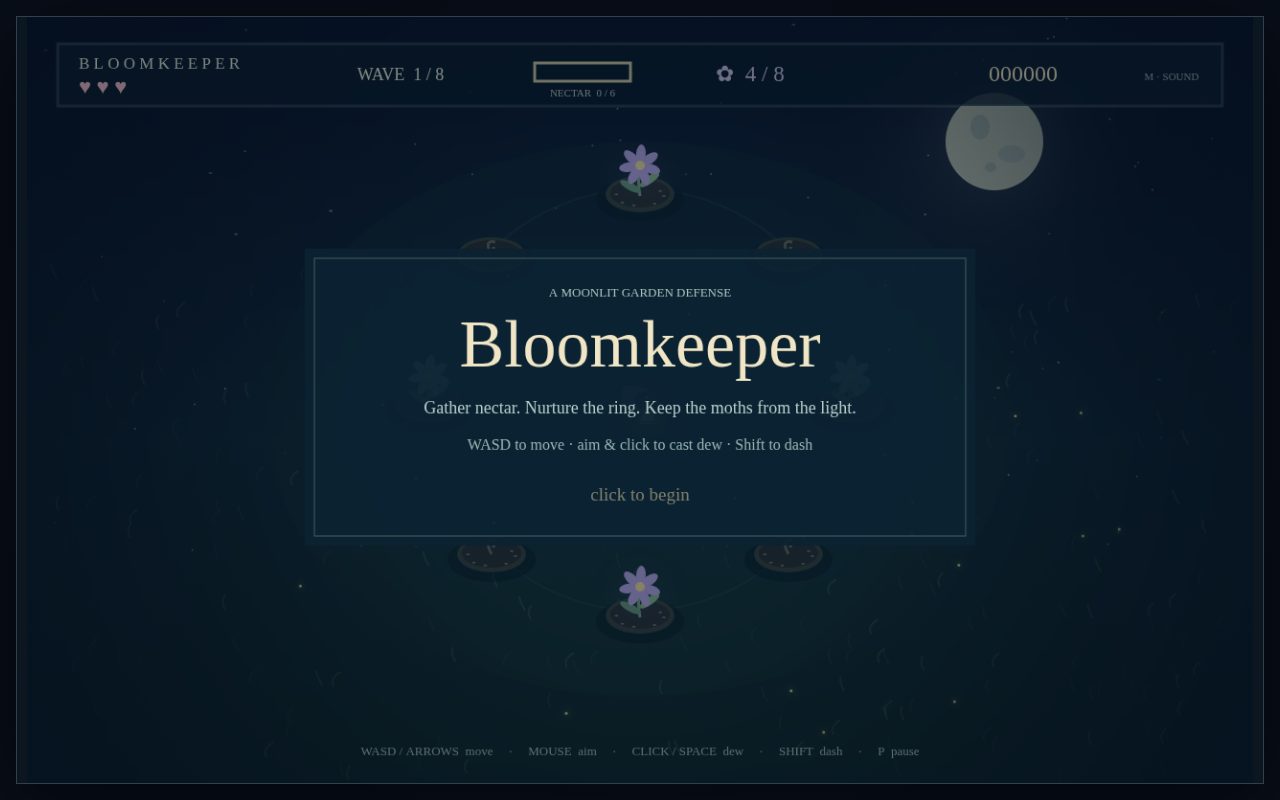 BLOOMKEEPER
♥ ♥ ♥
WAVE 1 / 8
NECTAR 0 / 6
✿ 4 / 8
000000
M · SOUND
A MOONLIT GARDEN DEFENSE
Bloomkeeper
Gather nectar. Nurture the ring. Keep the moths from the light.
WASD to move · aim & click to cast dew · Shift to dash
click to begin
WASD / ARROWS move · MOUSE aim · CLICK / SPACE dew · SHIFT dash · P pause